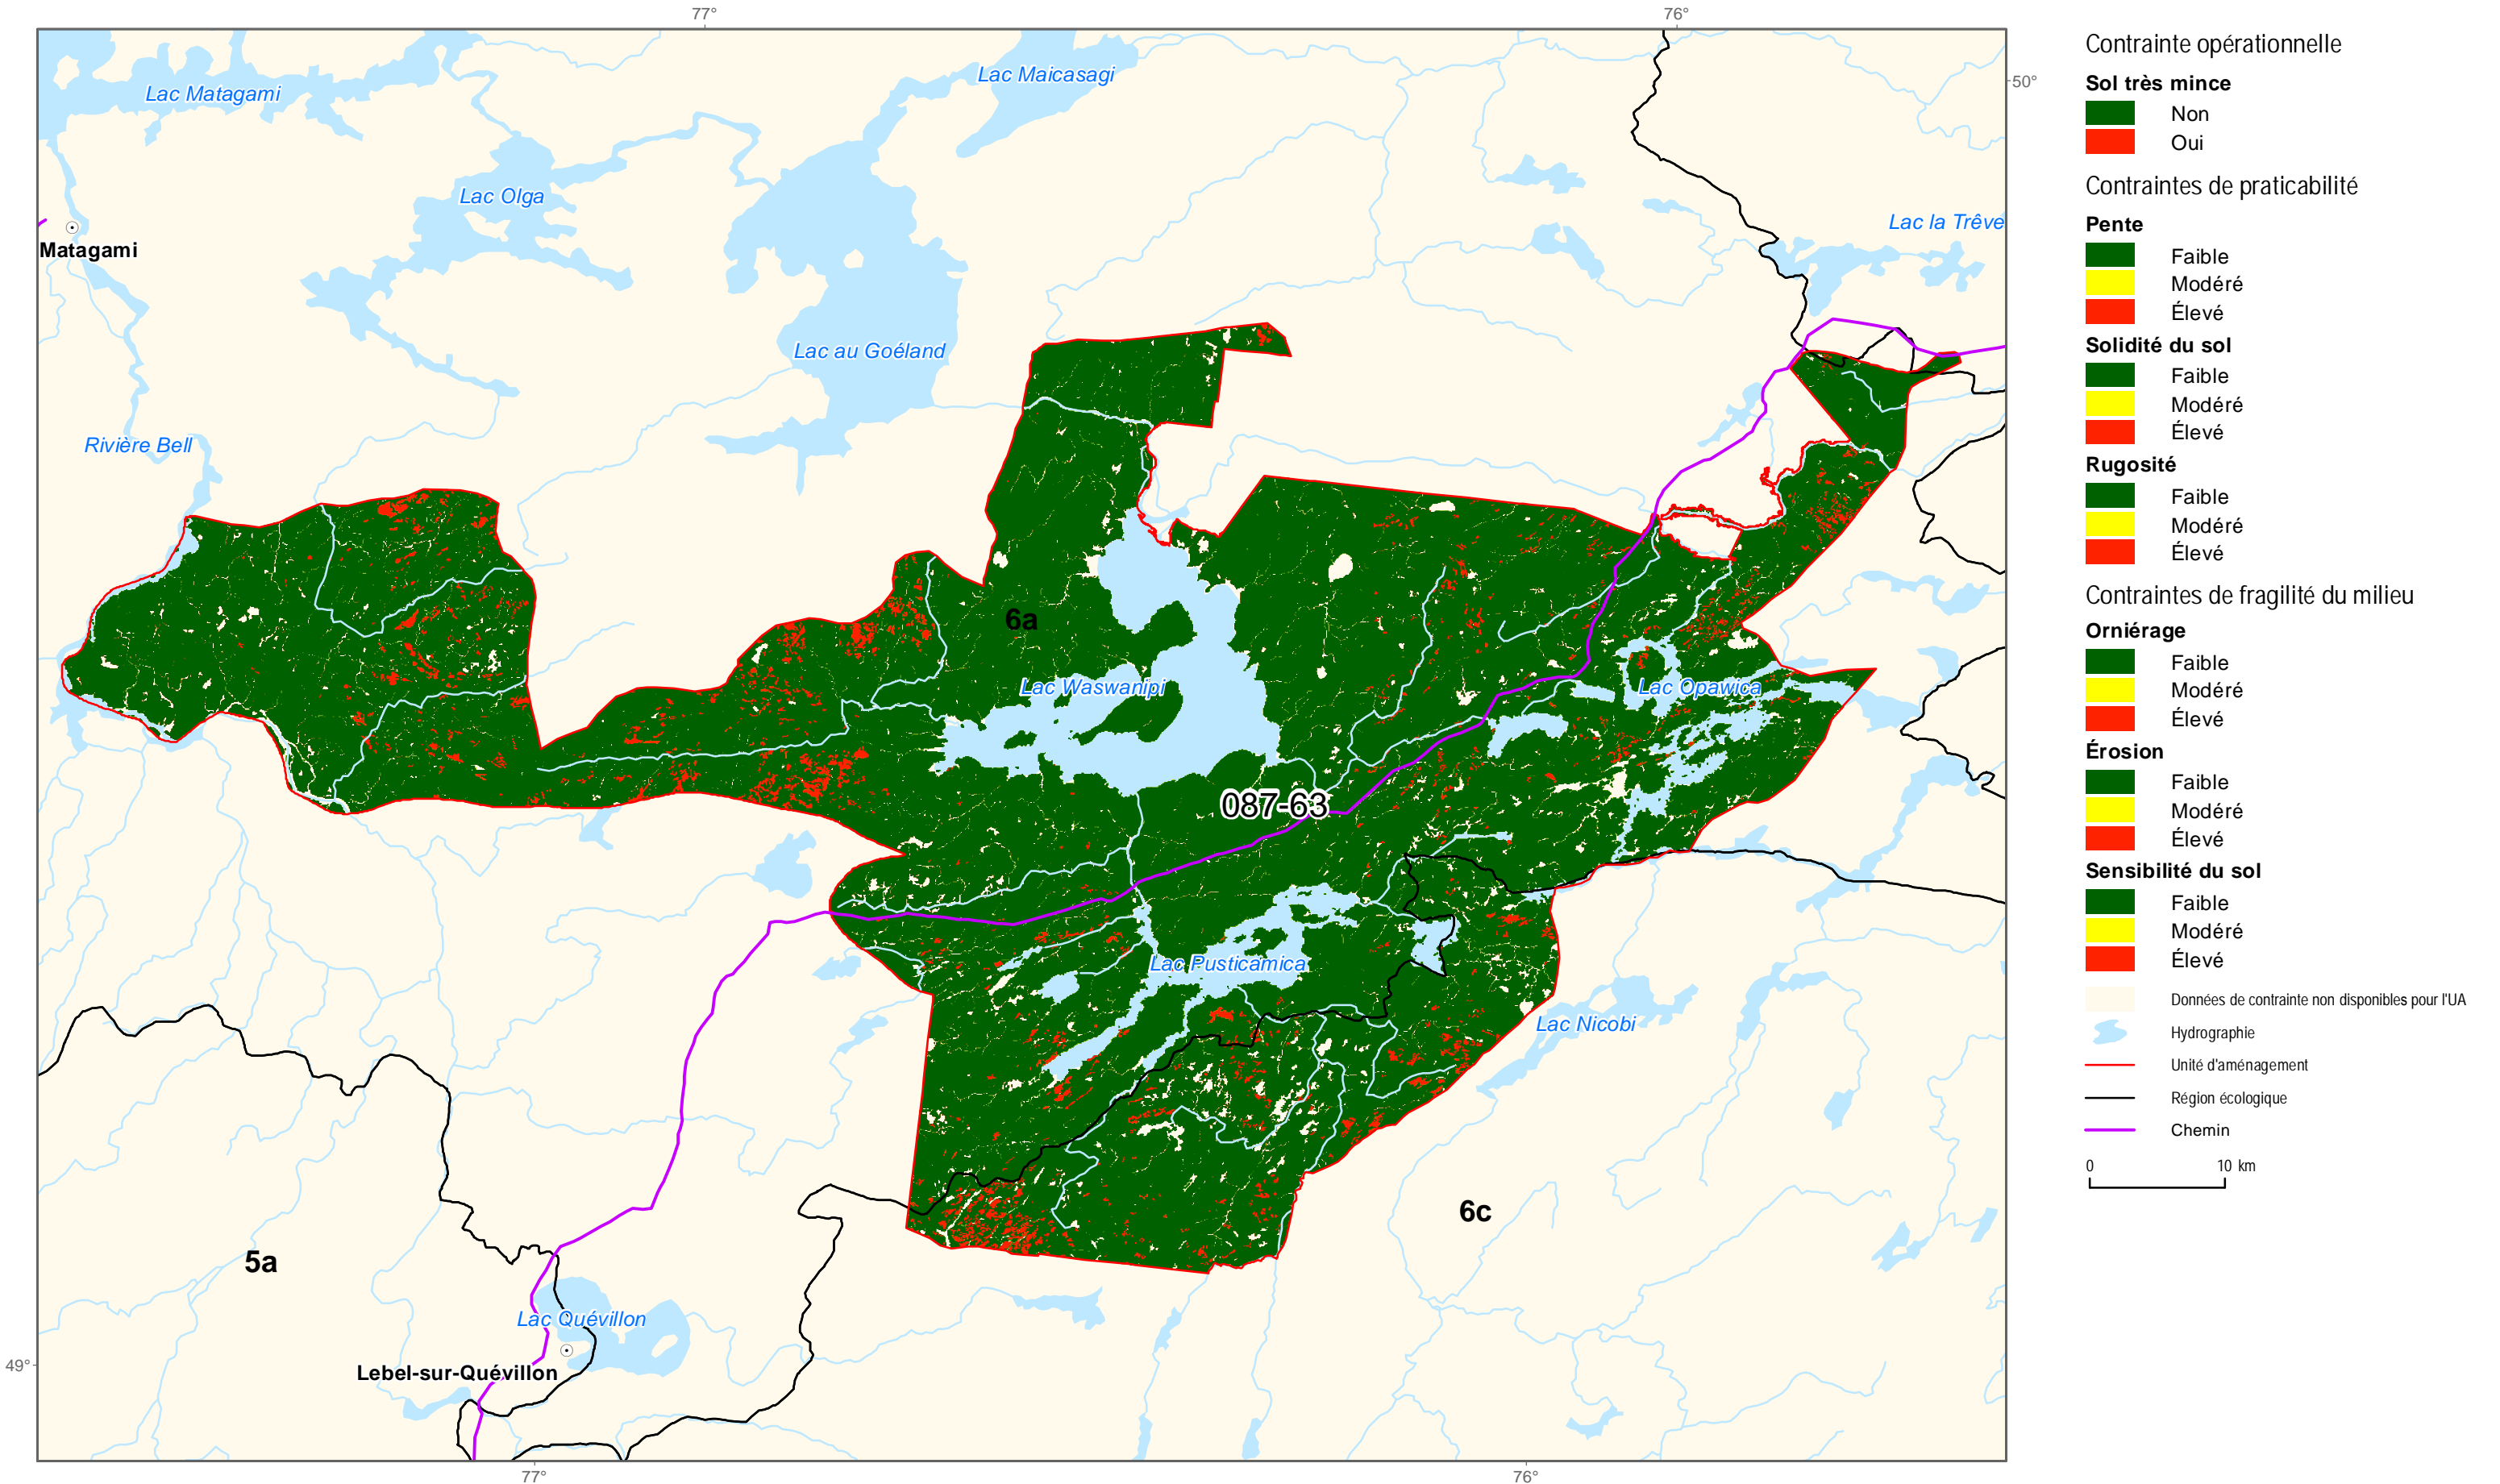 77°
76°
50°
Lac Matagami
Lac Maicasagi
Lac Olga
Lac la Trêve
Matagami
Lac au Goéland
Rivière Bell
6a
Lac Waswanipi
Lac Opawica
087-63
Lac Pusticamica
Lac Nicobi
6c
5a
Lac Quévillon
49°
Lebel-sur-Quévillon
77°
76°
Contrainte opérationnelle
Sol très mince
Non
Oui
Contraintes de praticabilité
Pente
Faible
Modéré
Élevé
Solidité du sol
Faible
Modéré
Élevé
Rugosité
Faible
Modéré
Élevé
Contraintes de fragilité du milieu
Orniérage
Faible
Modéré
Élevé
Érosion
Faible
Modéré
Élevé
Sensibilité du sol
Faible
Modéré
Élevé
Données de contrainte non disponibles pour l'UA
Hydrographie
Unité d'aménagement
Région écologique
Chemin
0 10 km